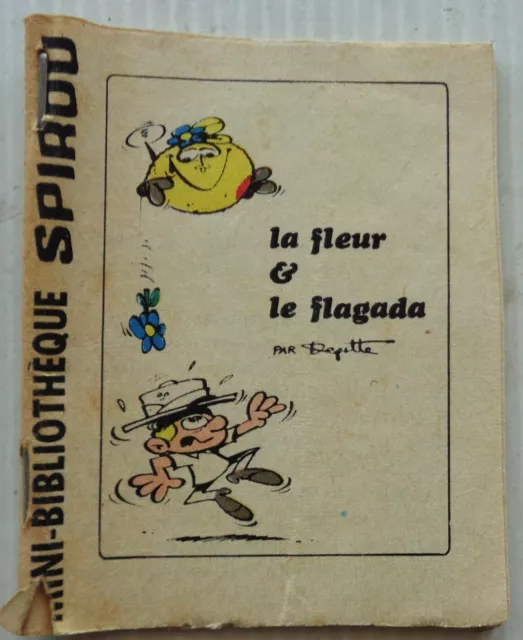 MINI-BIBLIOTHÈQUE SPIROU
la fleur
&
le flagada
PAR Degotte